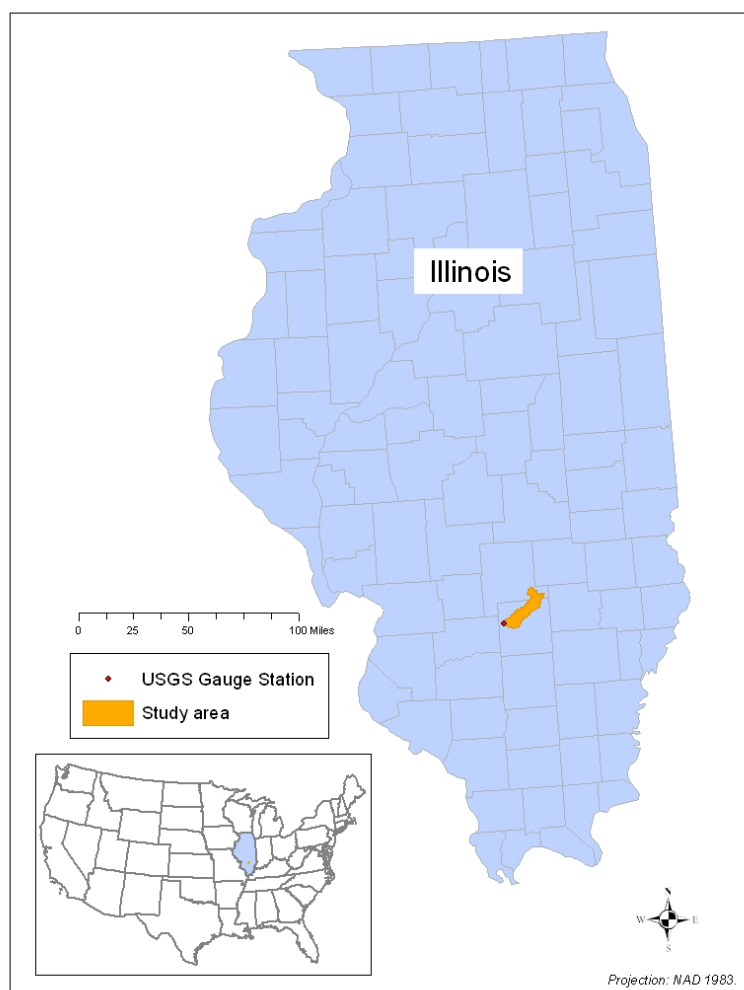 Illinois
0 25 50 100 Miles
USGS Gauge Station
Study area
N
W E
S
Projection: NAD 1983.